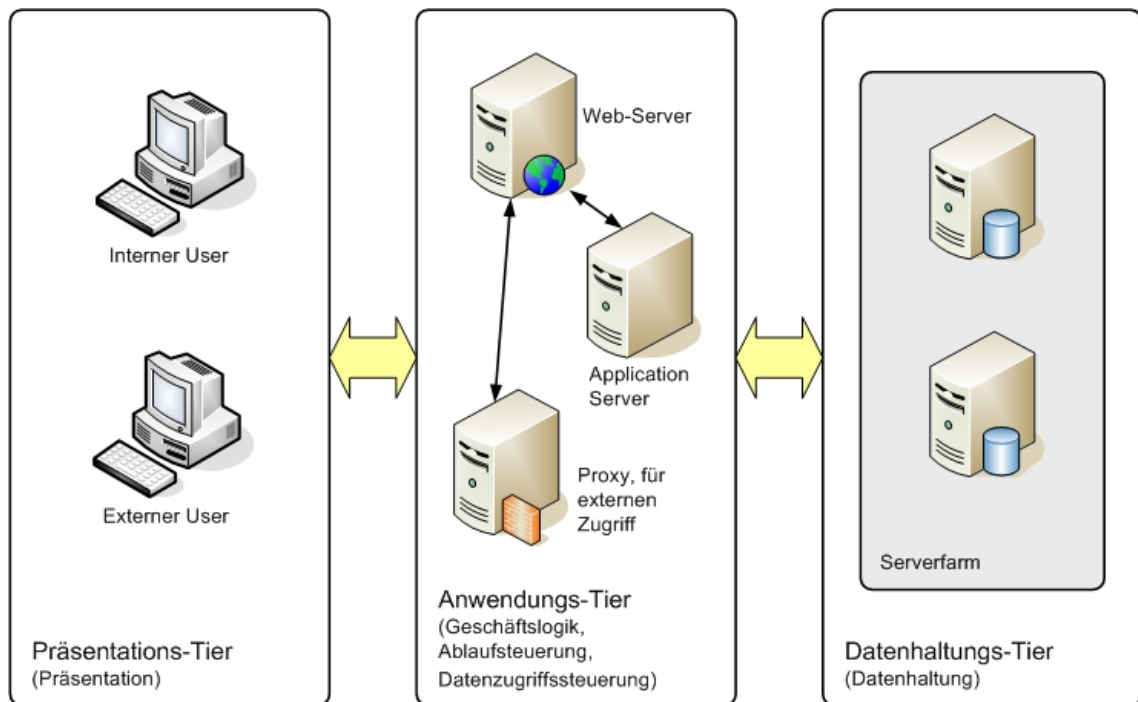 Interner User
Externer User
Präsentations-Tier
(Präsentation)
Web-Server
Application
Server
Proxy, für
externen
Zugriff
Anwendungs-Tier
(Geschäftslogik,
Ablaufsteuerung,
Datenzugriffssteuerung)
Serverfarm
Datenhaltungs-Tier
(Datenhaltung)